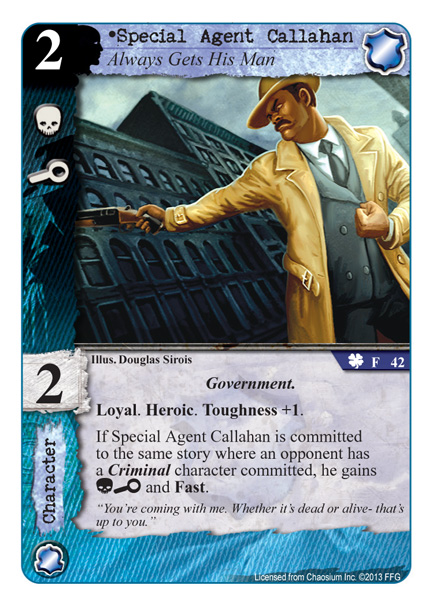 2
•Special Agent Callahan
Always Gets His Man
Illus. Douglas Sirois
F 42
2
Government.
Loyal. Heroic. Toughness +1.
If Special Agent Callahan is committed
to the same story where an opponent has
a Criminal character committed, he gains
and Fast.
"You're coming with me. Whether it's dead or alive- that's
up to you."
Character
Licensed from Chaosium Inc. ©2013 FFG